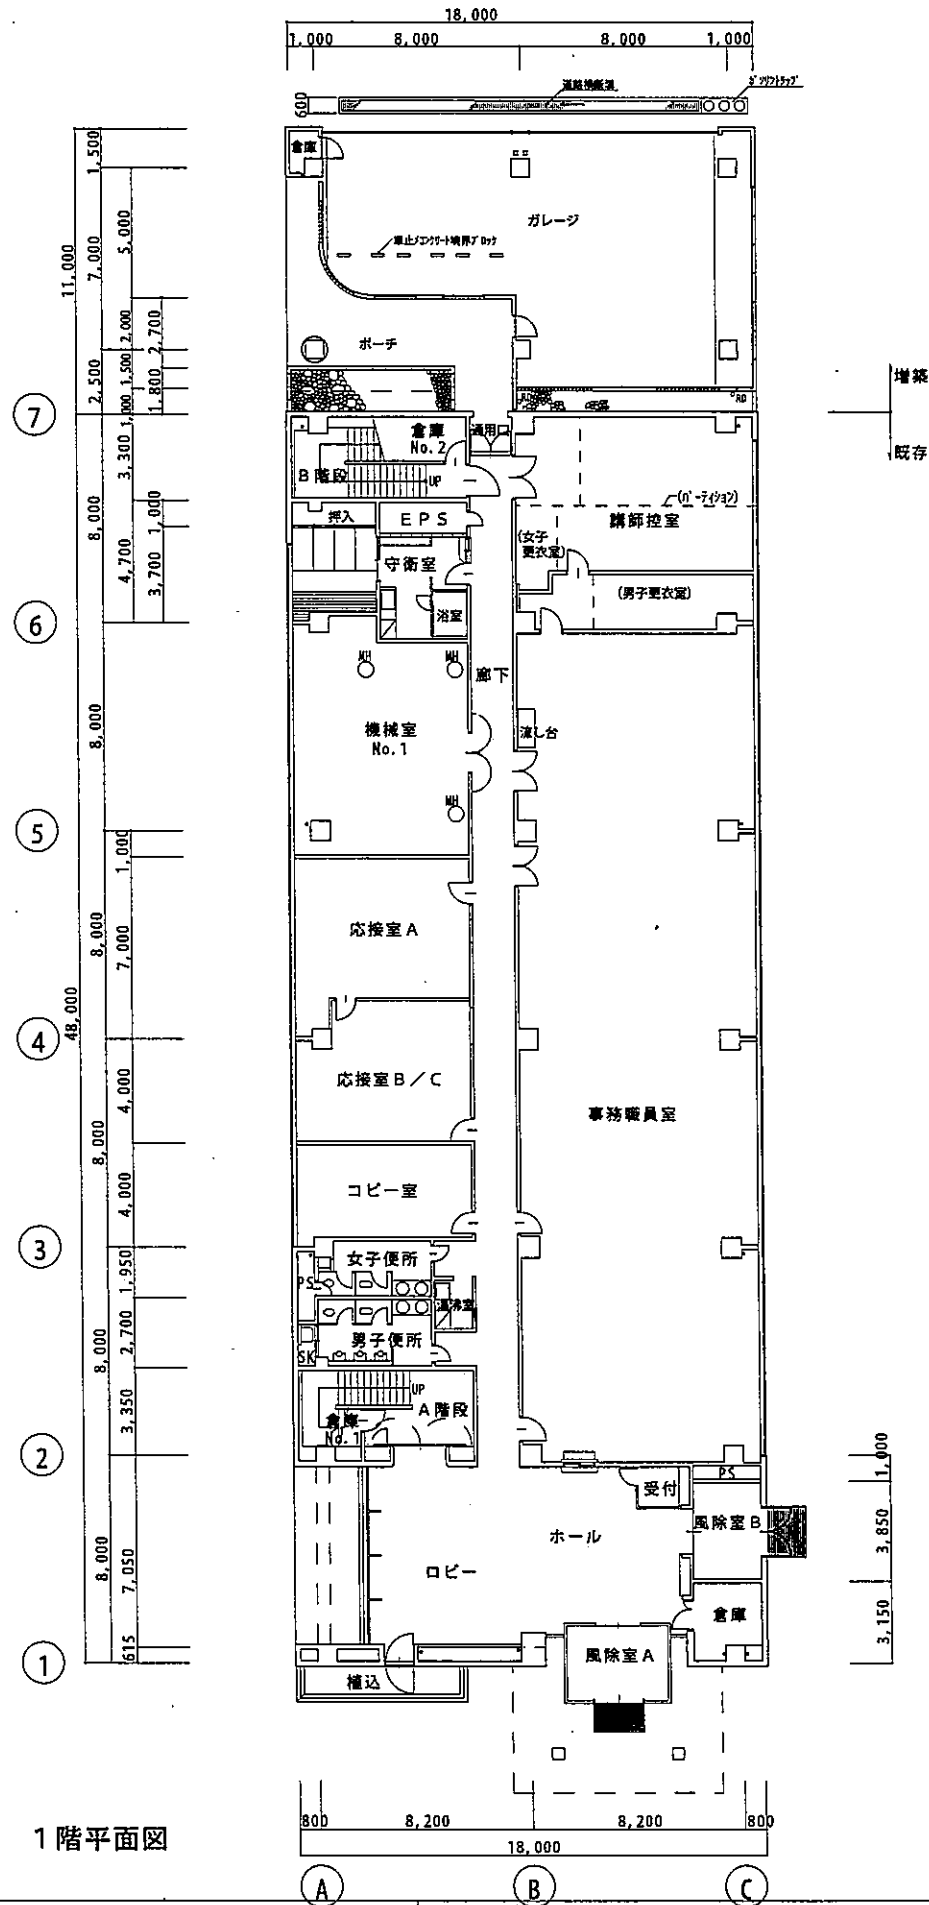 18,000
1,000 8,000 8,000 1,000
600
道路横断溝
倉庫
ガレージ
車止メコンクリート境界ブロック
ポーチ
11,000
1,500
7,000
5,000
2,000
2,700
2,500
1,500
1,800
1,000
RD
RD
増築
既存
7
倉庫
No.2
通用口
B階段
UP
(パーティション)
講師控室
押入
EPS
守衛室
(女子
更衣室)
(男子更衣室)
浴室
3,300
8,000
1,000
4,700
3,700
6
MH
MH
廊下
機械室
No.1
流し台
MH
8,000
5
1,000
応接室A
8,000
7,000
48,000
4
応接室B/C
事務職員室
4,000
8,000
コピー室
4,000
3
女子便所
PS
湯沸室
男子便所
SK
1,950
2,700
8,000
3,350
UP
A階段
倉庫
No.1
2
受付
PS
風除室B
ホール
ロビー
倉庫
風除室A
植込
8,000
7,050
615
1,000
3,850
3,150
1
800 8,200 8,200 800
18,000
1階平面図
A B C